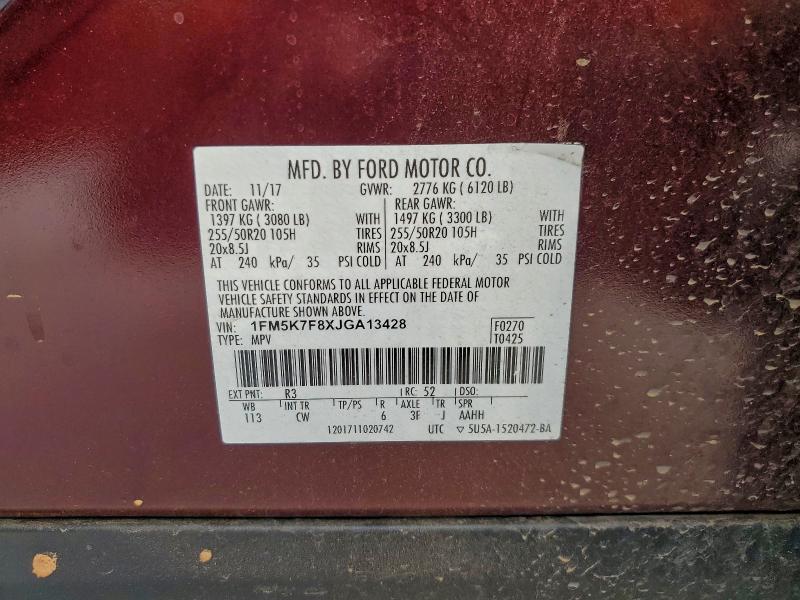 MFD. BY FORD MOTOR CO.
DATE: 11/17 GVWR: 2776 KG ( 6120 LB)
FRONT GAWR: REAR GAWR:
1397 KG ( 3080 LB) WITH 1497 KG ( 3300 LB) WITH
255/50R20 105H TIRES 255/50R20 105H TIRES
20x8.5J RIMS 20x8.5J RIMS
AT 240 kPa/ 35 PSI COLD AT 240 kPa/ 35 PSI COLD
THIS VEHICLE CONFORMS TO ALL APPLICABLE FEDERAL MOTOR
VEHICLE SAFETY STANDARDS IN EFFECT ON THE DATE OF
MANUFACTURE SHOWN ABOVE.
VIN: 1FM5K7F8XJGA13428 F0270
TYPE: MPV T0425
EXT PNT: R3 RC: 52 DSO:
WB INT TR TP/PS R AXLE TR SPR
113 CW 6 3F J AAHH
1201711020742 UTC ▽ 5U5A-1520472-BA